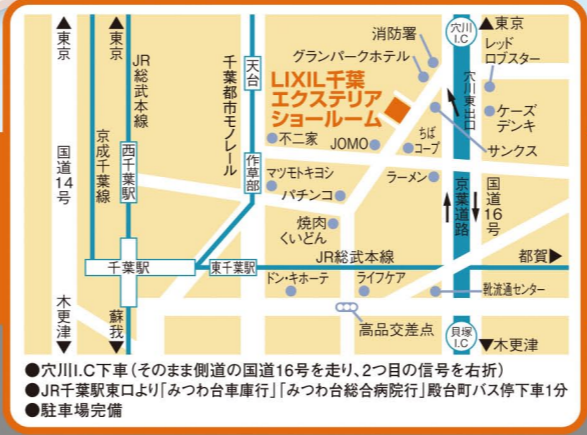 ▲東京
▲東京
消防署
穴川
I.C
▲東京
グランパークホテル
レッド
ロブスター
JR総武本線
千葉都市モノレール
天台
LIXIL千葉
エクステリア
ショールーム
穴川東出口
ケーズ
デンキ
不二家
JOMO
ちば
コープ
サンクス
国道14号
京成千葉線
西千葉駅
作草部
マツモトキヨシ
ラーメン
パチンコ
京葉道路
国道16号
焼肉
くいどん
JR総武本線
都賀▶
千葉駅
東千葉駅
ドン・キホーテ
ライフケア
靴流通センター
木更津▼
蘇我▼
高品交差点
貝塚
I.C
▼木更津
●穴川I.C下車(そのまま側道の国道16号を走り、2つ目の信号を右折)
●JR千葉駅東口より「みつわ台車庫行」「みつわ台総合病院行」殿台町バス停下車1分
●駐車場完備